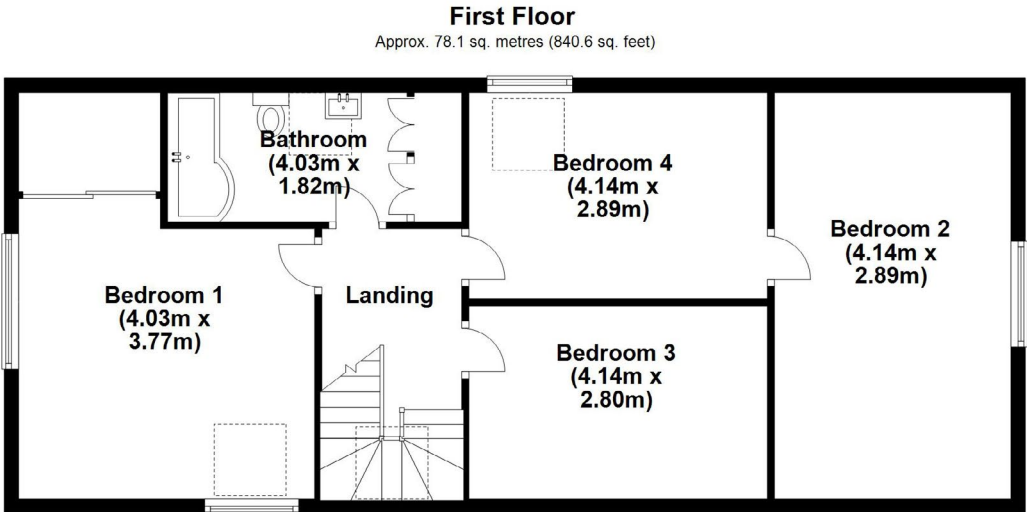 First Floor
Approx. 78.1 sq. metres (840.6 sq. feet)
Bathroom
(4.03m x
1.82m)
Bedroom 4
(4.14m x
2.89m)
Bedroom 2
(4.14m x
2.89m)
Bedroom 1
(4.03m x
3.77m)
Landing
Bedroom 3
(4.14m x
2.80m)